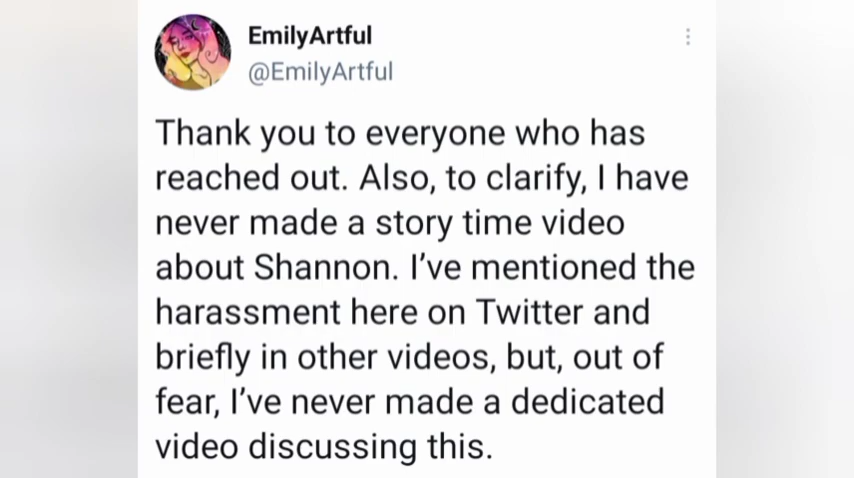 EmilyArtful
@EmilyArtful
Thank you to everyone who has
reached out. Also, to clarify, I have
never made a story time video
about Shannon. I've mentioned the
harassment here on Twitter and
briefly in other videos, but, out of
fear, I've never made a dedicated
video discussing this.